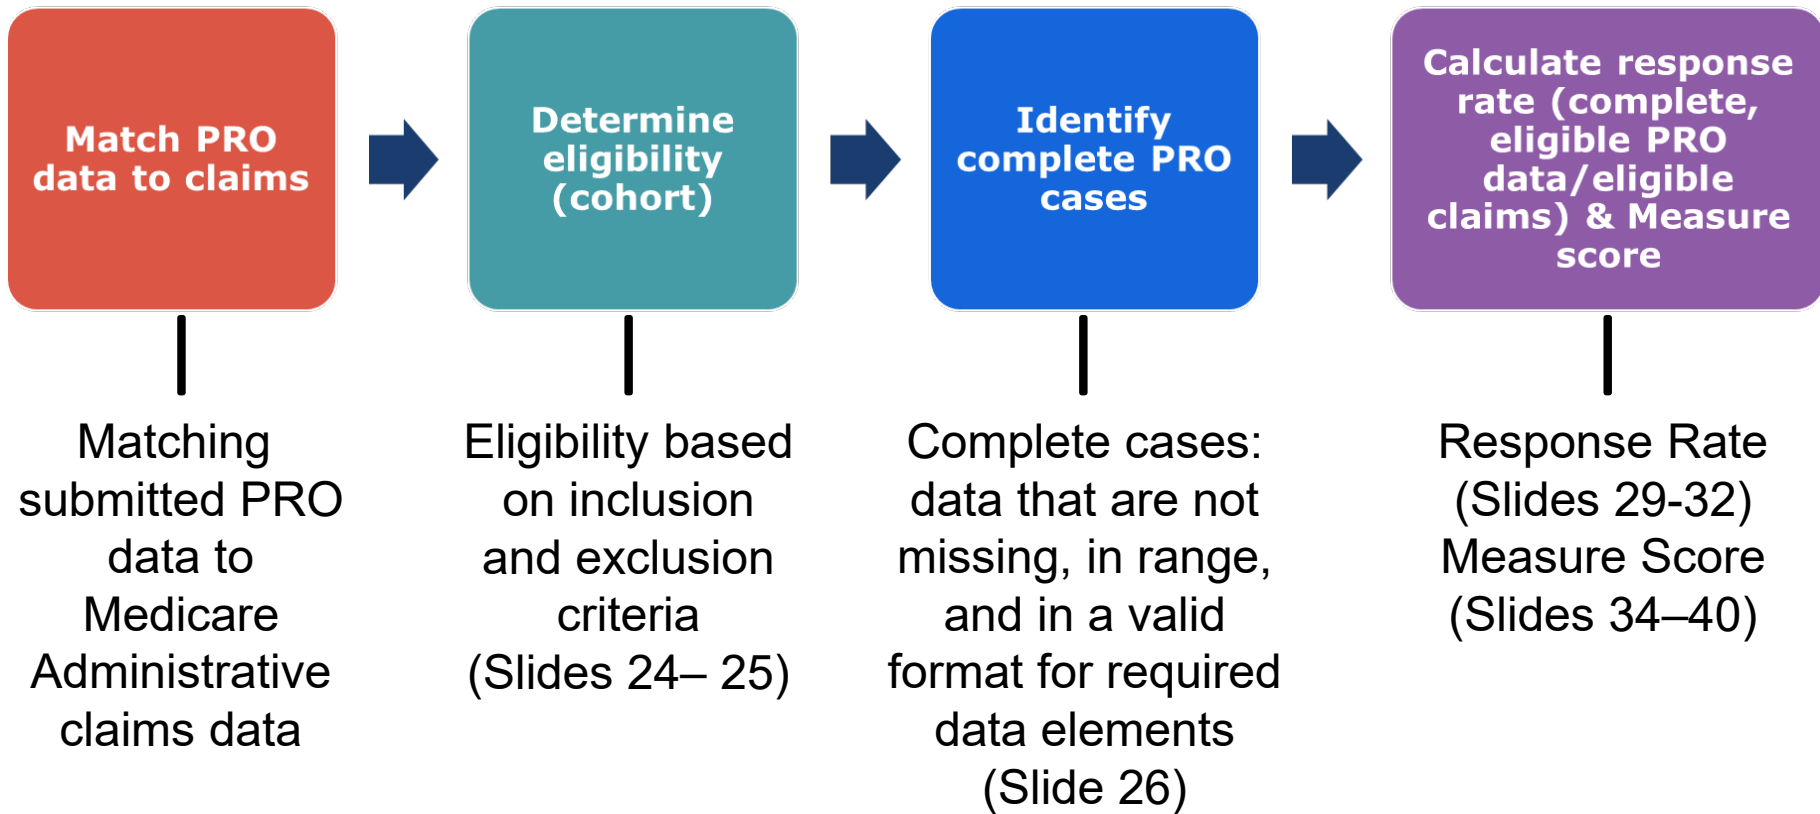 Match PRO
data to claims
Determine
eligibility
(cohort)
Identify
complete PRO
cases
Calculate response
rate (complete,
eligible PRO
data/eligible
claims) & Measure
score
Matching
submitted PRO
data to
Medicare
Administrative
claims data
Eligibility based
on inclusion
and exclusion
criteria
(Slides 24– 25)
Complete cases:
data that are not
missing, in range,
and in a valid
format for required
data elements
(Slide 26)
Response Rate
(Slides 29-32)
Measure Score
(Slides 34–40)